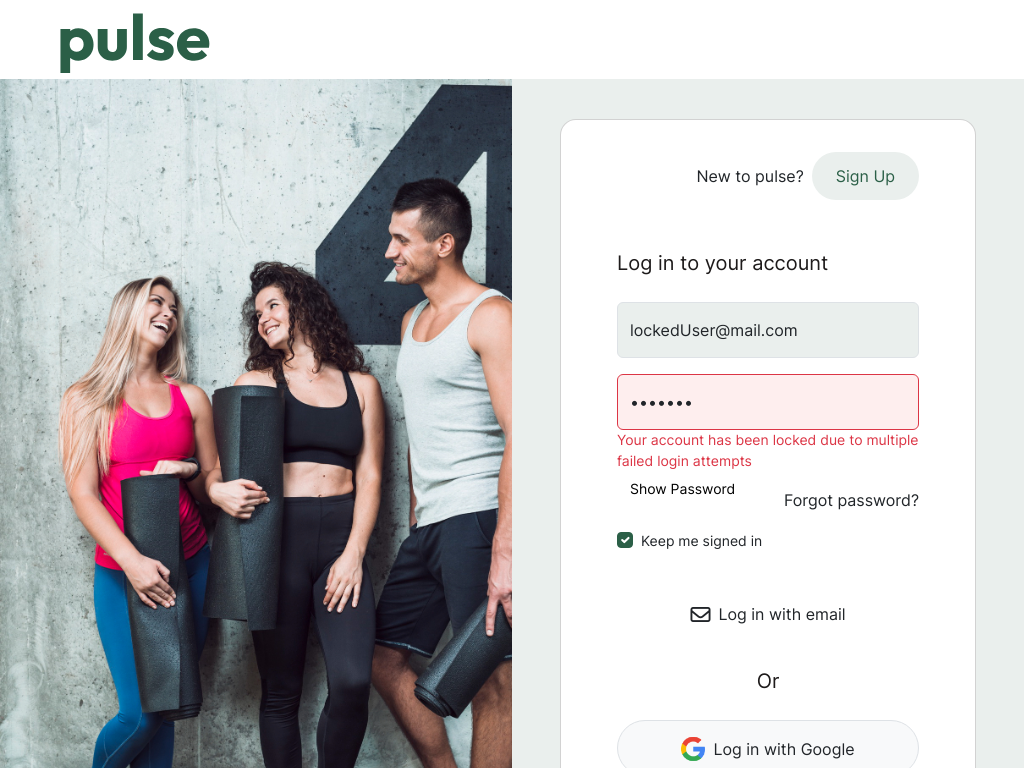 pulse
New to pulse? Sign Up
Log in to your account
lockedUser@mail.com
•••••••
Your account has been locked due to multiple
failed login attempts
Show Password
Forgot password?
Keep me signed in
Log in with email
Or
Log in with Google
4